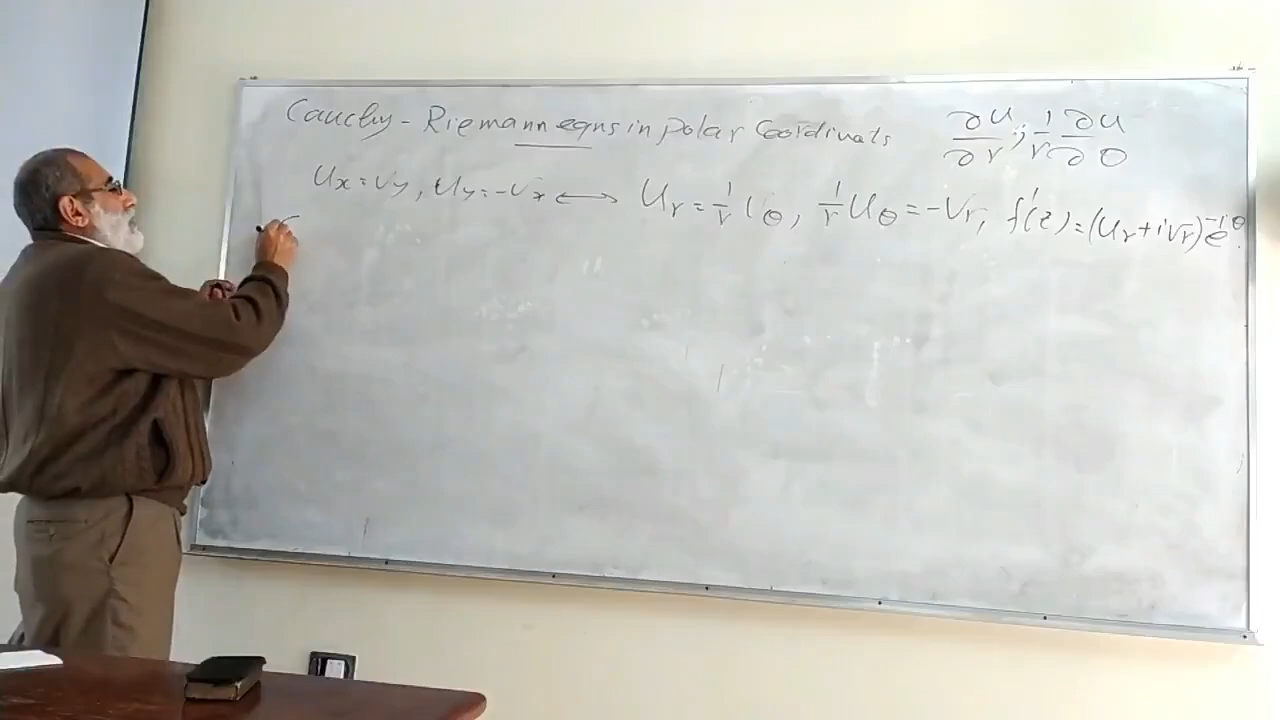 Cauchy - Riemann eqns in polar Coordinats ∂u/∂r ; 1/r ∂u/∂θ
Ux = Vy , Uy = -Vx ⟷ Ur = 1/r Vθ , 1/r Uθ = -Vr , f'(z) = (Ur + iVr) e^-iθ